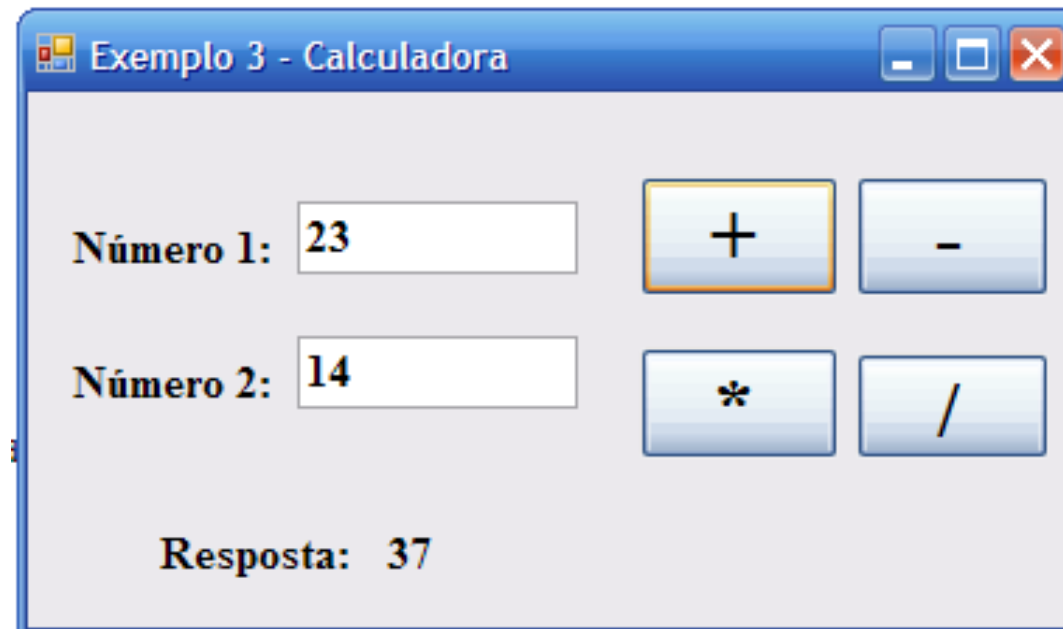 Exemplo 3 - Calculadora
Número 1: 23 + -
Número 2: 14 * /
Resposta: 37